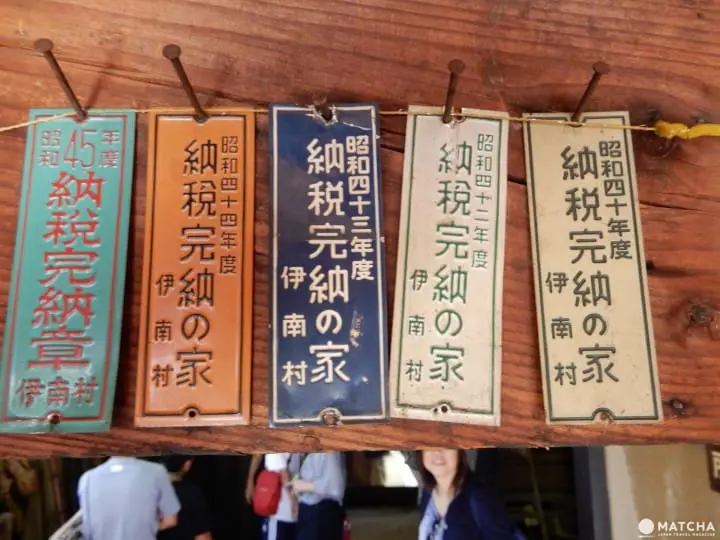 昭和45年度
納税完納章
伊南村
昭和四十四年度
納税完納の家
伊南村
昭和四十三年度
納税完納の家
伊南村
昭和四十二年度
納税完納の家
伊南村
昭和四十年度
納税完納の家
伊南村
MATCHA
JAPAN TRAVEL MAGAZINE